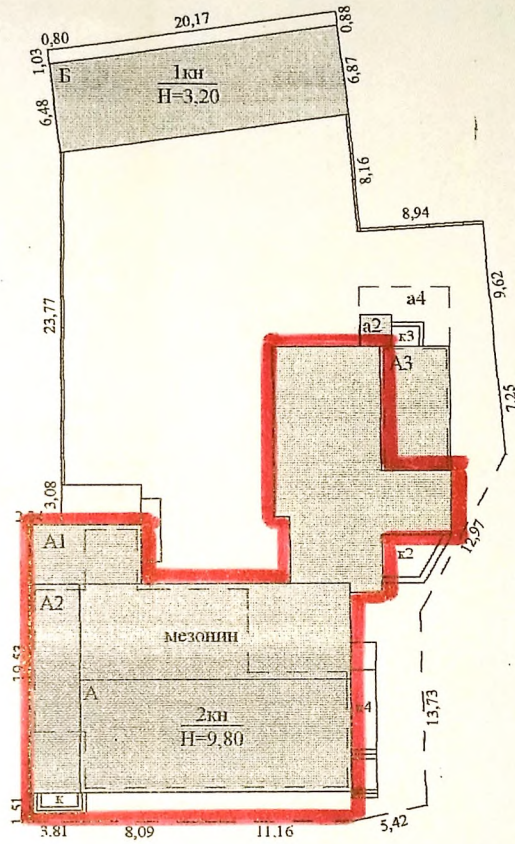 0,80
20,17
0,88
1,03
Б
1кн
Н=3,20
6,87
6,48
8,16
8,94
9,62
а4
а2
к3
А3
23,77
7,25
3,08
12,97
А1
к2
А2
мезонин
А
к4
2кн
Н=9,80
13,73
к
3.81
8,09
11.16
5,42